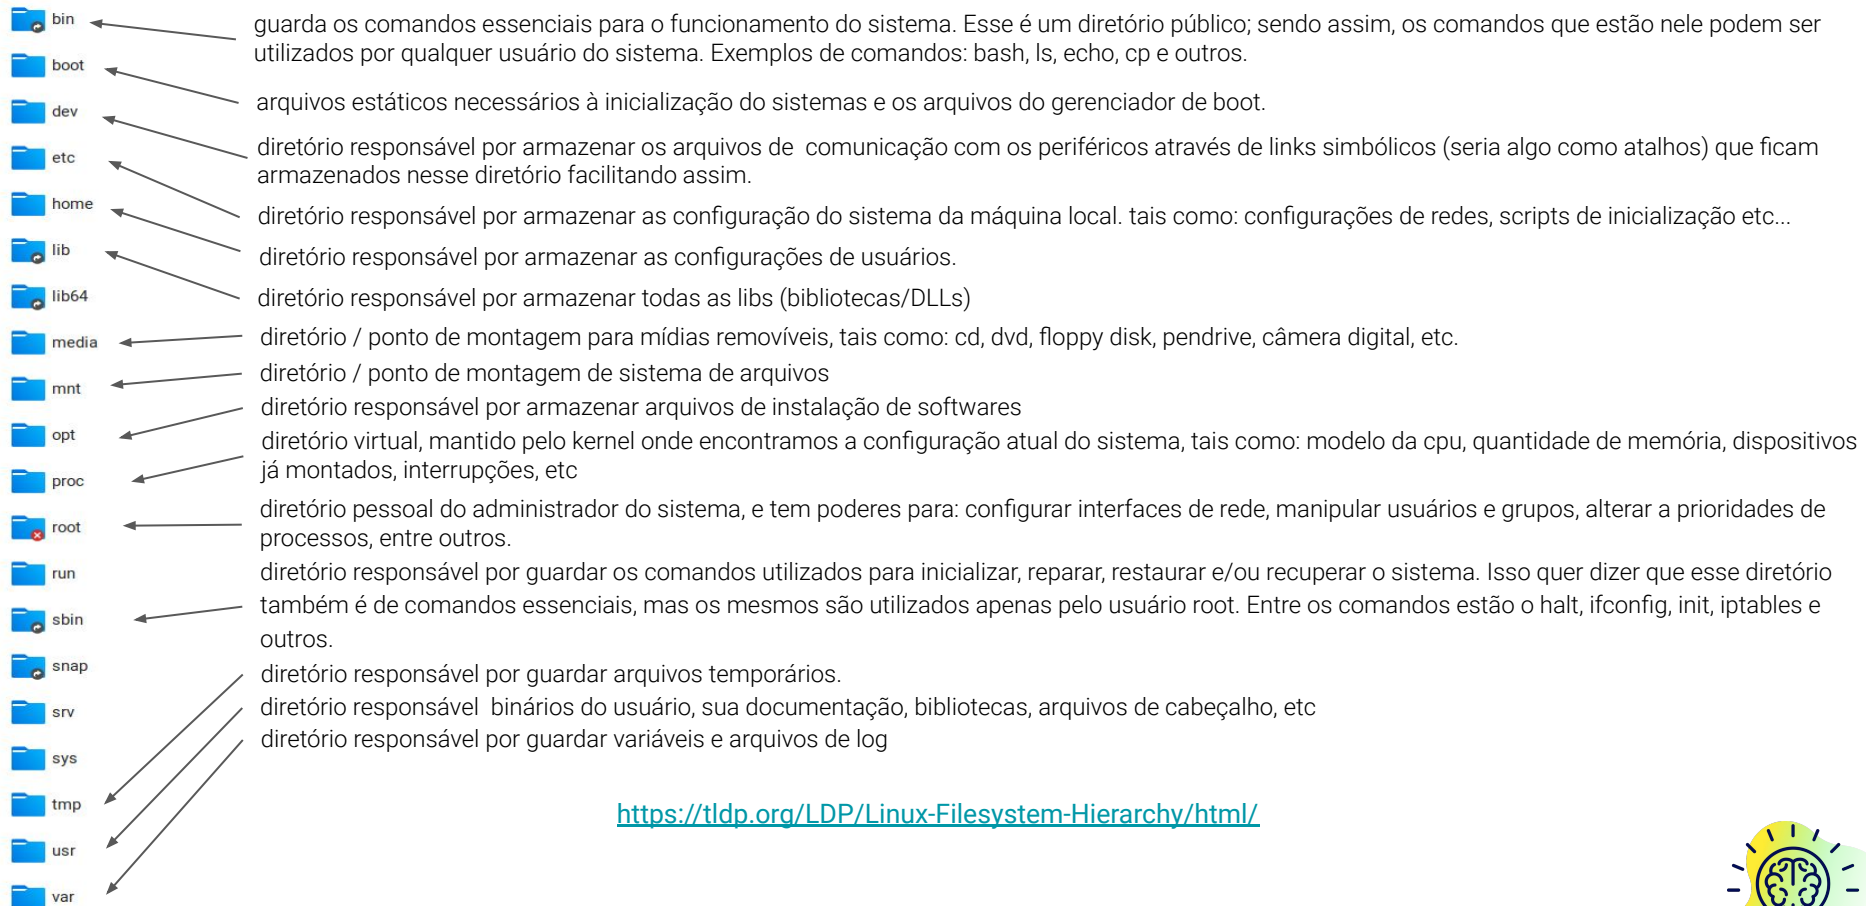 bin
guarda os comandos essenciais para o funcionamento do sistema. Esse é um diretório público; sendo assim, os comandos que estão nele podem ser
utilizados por qualquer usuário do sistema. Exemplos de comandos: bash, ls, echo, cp e outros.
boot
arquivos estáticos necessários à inicialização do sistemas e os arquivos do gerenciador de boot.
dev
diretório responsável por armazenar os arquivos de  comunicação com os periféricos através de links simbólicos (seria algo como atalhos) que ficam
armazenados nesse diretório facilitando assim.
etc
diretório responsável por armazenar as configuração do sistema da máquina local. tais como: configurações de redes, scripts de inicialização etc...
home
diretório responsável por armazenar as configurações de usuários.
lib
diretório responsável por armazenar todas as libs (bibliotecas/DLLs)
lib64
media
diretório / ponto de montagem para mídias removíveis, tais como: cd, dvd, floppy disk, pendrive, câmera digital, etc.
mnt
diretório / ponto de montagem de sistema de arquivos
opt
diretório responsável por armazenar arquivos de instalação de softwares
proc
diretório virtual, mantido pelo kernel onde encontramos a configuração atual do sistema, tais como: modelo da cpu, quantidade de memória, dispositivos
já montados, interrupções, etc
root
diretório pessoal do administrador do sistema, e tem poderes para: configurar interfaces de rede, manipular usuários e grupos, alterar a prioridades de
processos, entre outros.
run
sbin
diretório responsável por guardar os comandos utilizados para inicializar, reparar, restaurar e/ou recuperar o sistema. Isso quer dizer que esse diretório
também é de comandos essenciais, mas os mesmos são utilizados apenas pelo usuário root. Entre os comandos estão o halt, ifconfig, init, iptables e
outros.
snap
srv
sys
tmp
diretório responsável por guardar arquivos temporários.
usr
diretório responsável  binários do usuário, sua documentação, bibliotecas, arquivos de cabeçalho, etc
var
diretório responsável por guardar variáveis e arquivos de log
https://tldp.org/LDP/Linux-Filesystem-Hierarchy/html/